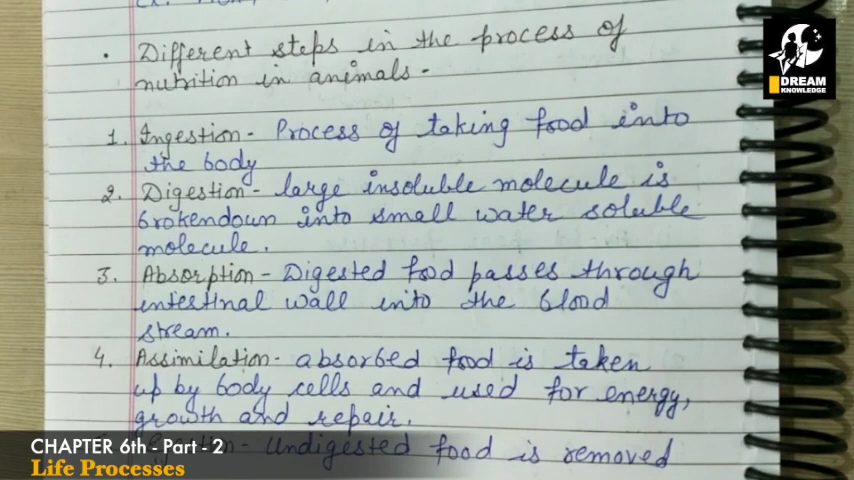 Different steps in the process of
nutrition in animals -
1. Ingestion - Process of taking food into
the body
2. Digestion - large insoluble molecule is
brokendown into small water soluble
molecule.
3. Absorption - Digested food passes through
intestinal wall into the blood
stream.
4. Assimilation - absorbed food is taken
up by body cells and used for energy,
growth and repair.
- Undigested food is removed
DREAM
KNOWLEDGE
CHAPTER 6th - Part - 2
Life Processes